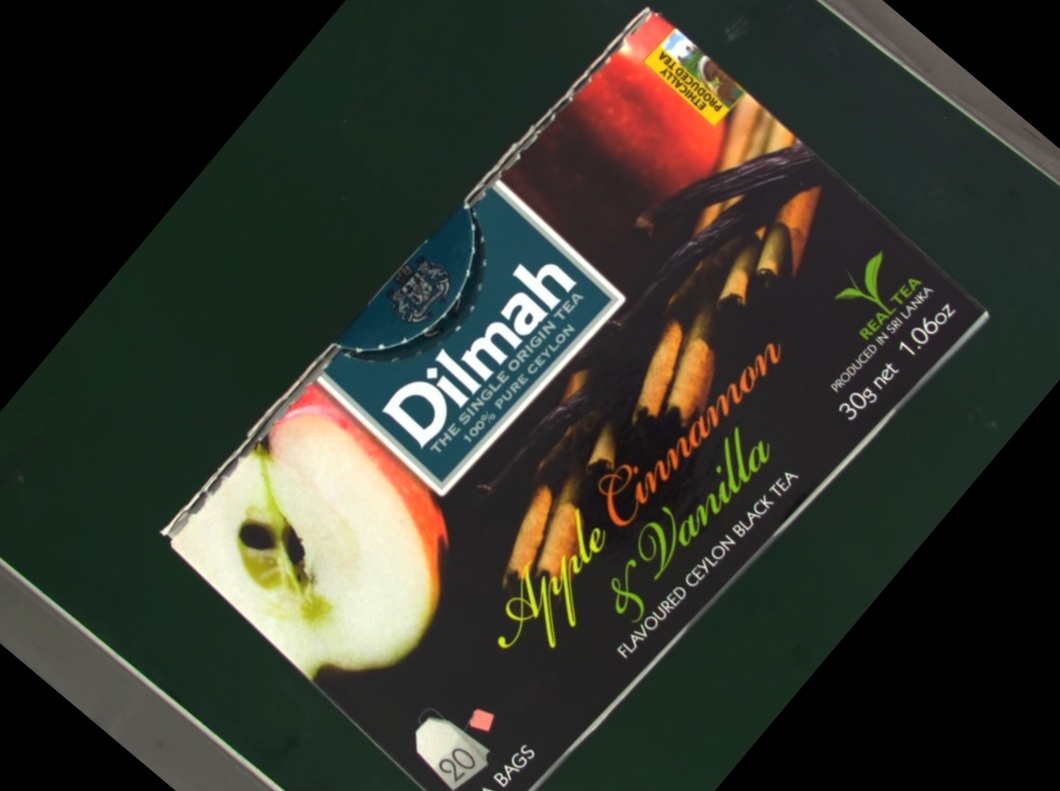 ETHICALLY
PRODUCED TEA
Dilmah
THE SINGLE ORIGIN TEA
100% PURE CEYLON
REAL TEA
PRODUCED IN SRI LANKA
30g net 1.06oz
Apple Cinnamon
& Vanilla
FLAVOURED CEYLON BLACK TEA
20
BAGS